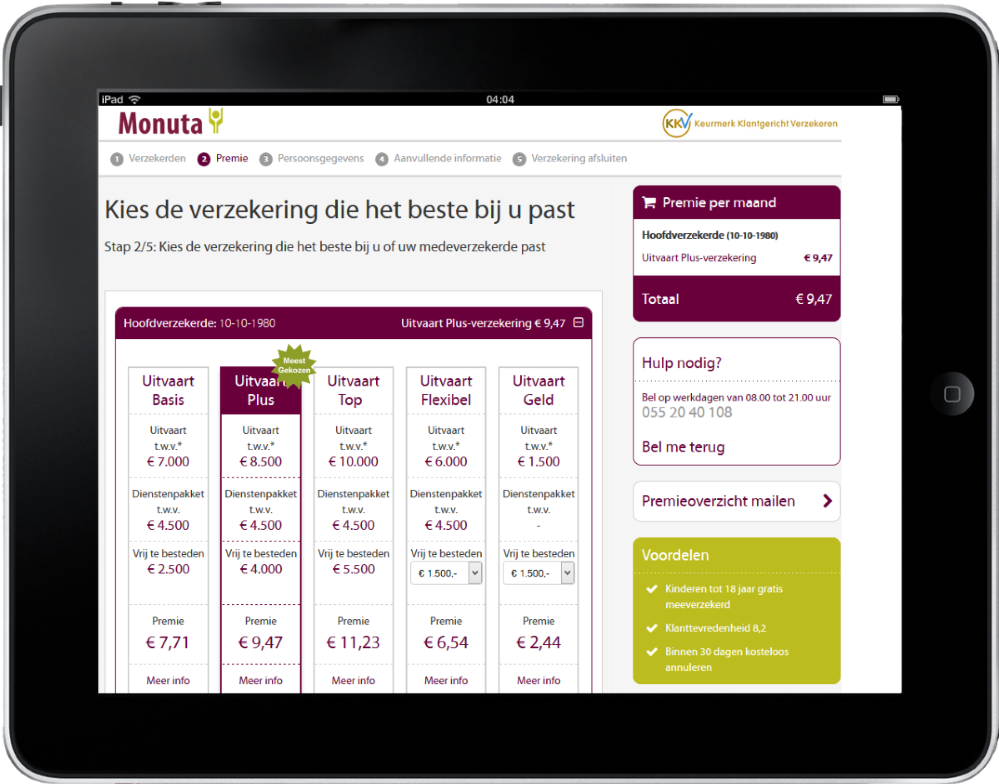 iPad
04:04
Monuta
KKV Keurmerk Klantgericht Verzekeren
1 Verzekerden 2 Premie 3 Persoonsgegevens 4 Aanvullende informatie 5 Verzekering afsluiten
Kies de verzekering die het beste bij u past
Stap 2/5: Kies de verzekering die het beste bij u of uw medeverzekerde past
Hoofdverzekerde: 10-10-1980
Uitvaart Plus-verzekering € 9,47
Meest
Gekozen
Uitvaart
Basis
Uitvaart
t.w.v.*
€ 7.000
Dienstenpakket
t.w.v.
€ 4.500
Vrij te besteden
€ 2.500
Premie
€ 7,71
Meer info
Uitvaart
Plus
Uitvaart
t.w.v.*
€ 8.500
Dienstenpakket
t.w.v.
€ 4.500
Vrij te besteden
€ 4.000
Premie
€ 9,47
Meer info
Uitvaart
Top
Uitvaart
t.w.v.*
€ 10.000
Dienstenpakket
t.w.v.
€ 4.500
Vrij te besteden
€ 5.500
Premie
€ 11,23
Meer info
Uitvaart
Flexibel
Uitvaart
t.w.v.*
€ 6.000
Dienstenpakket
t.w.v.
€ 4.500
Vrij te besteden
€ 1.500,-
Premie
€ 6,54
Meer info
Uitvaart
Geld
Uitvaart
t.w.v.*
€ 1.500
Dienstenpakket
t.w.v.
-
Vrij te besteden
€ 1.500,-
Premie
€ 2,44
Meer info
Premie per maand
Hoofdverzekerde (10-10-1980)
Uitvaart Plus-verzekering € 9,47
Totaal € 9,47
Hulp nodig?
Bel op werkdagen van 08.00 tot 21.00 uur
055 20 40 108
Bel me terug
Premieoverzicht mailen
Voordelen
Kinderen tot 18 jaar gratis
meeverzekerd
Klanttevredenheid 8,2
Binnen 30 dagen kosteloos
annuleren